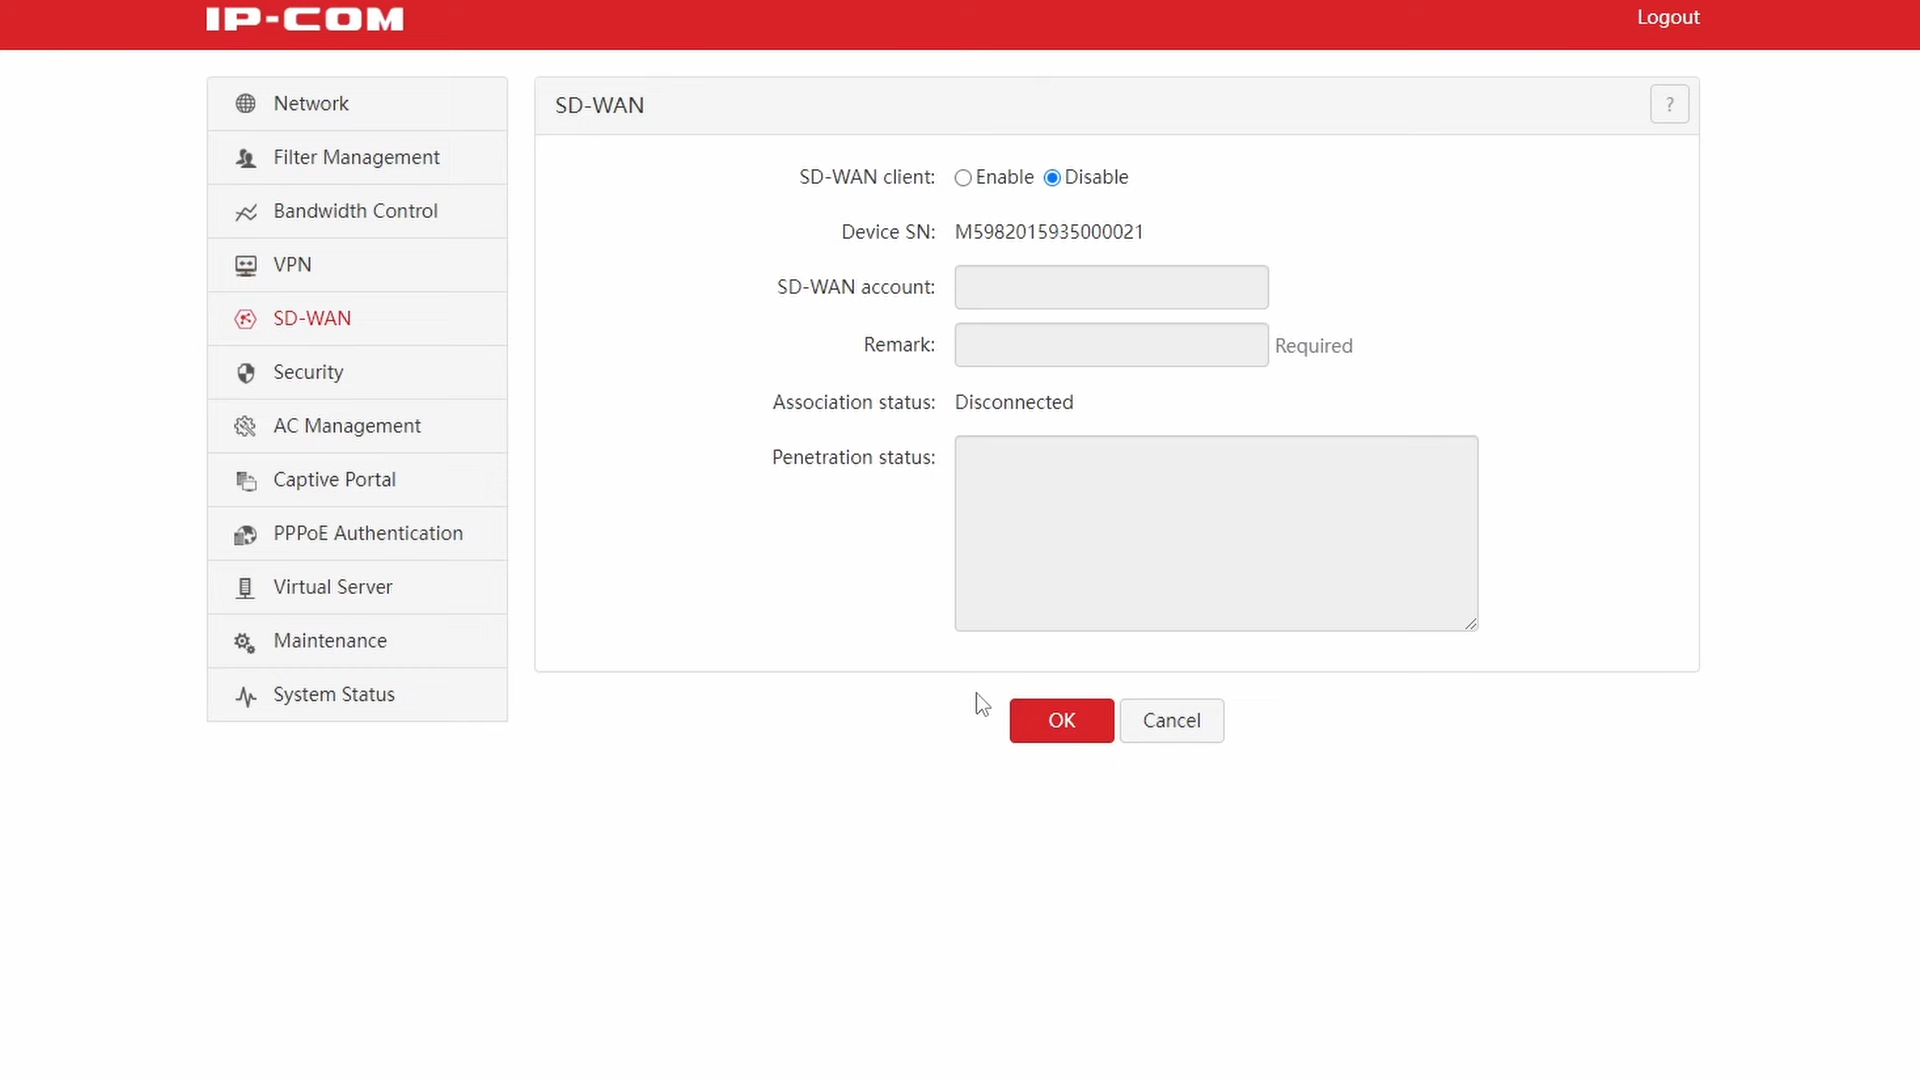 IP-COM
Logout
Network
Filter Management
Bandwidth Control
VPN
SD-WAN
Security
AC Management
Captive Portal
PPPoE Authentication
Virtual Server
Maintenance
System Status
SD-WAN
?
SD-WAN client: Enable Disable
Device SN: M5982015935000021
SD-WAN account:
Remark: Required
Association status: Disconnected
Penetration status:
OK Cancel